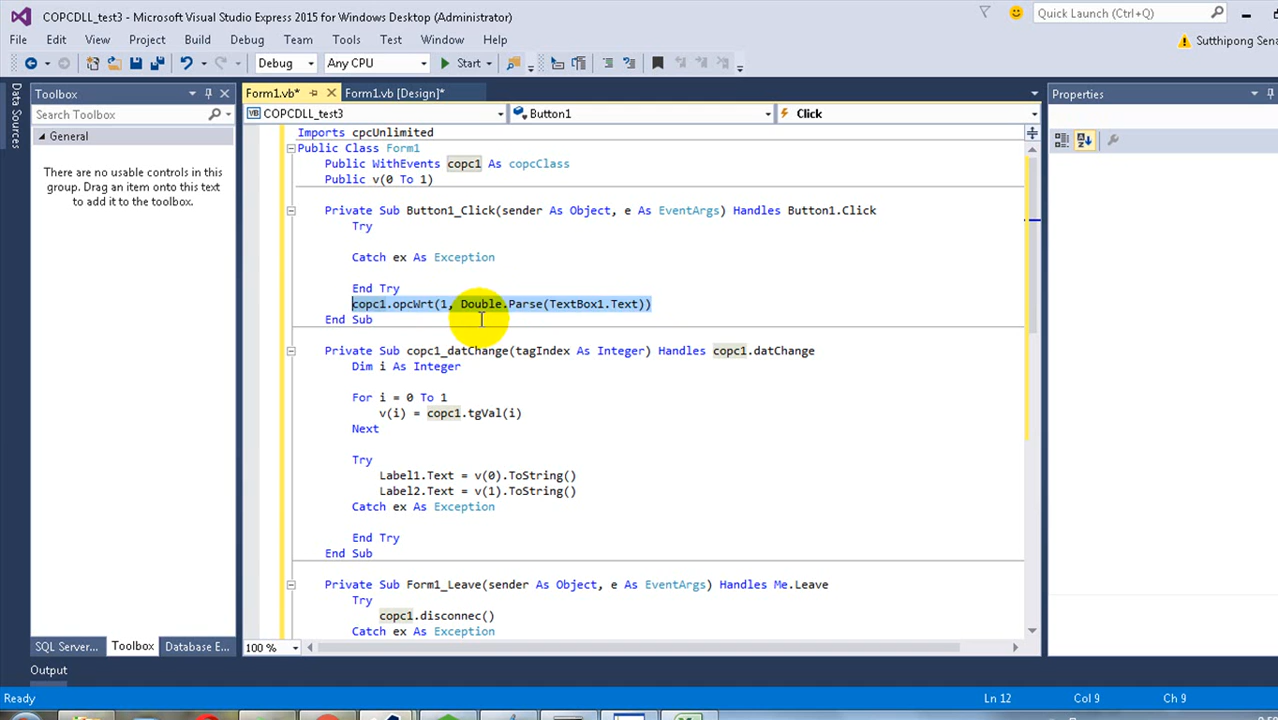 COPCDLL_test3 - Microsoft Visual Studio Express 2015 for Windows Desktop (Administrator)
Quick Launch (Ctrl+Q)
File Edit View Project Build Debug Team Tools Test Window Help
Sutthipong Sena
Debug Any CPU Start
Data Sources
Toolbox
Search Toolbox
General
There are no usable controls in this
group. Drag an item onto this text
to add it to the toolbox.
SQL Server... Toolbox Database E...
Form1.vb* Form1.vb [Design]*
COPCDLL_test3 Button1 Click
Imports cpcUnlimited
Public Class Form1
Public WithEvents copc1 As copcClass
Public v(0 To 1)
Private Sub Button1_Click(sender As Object, e As EventArgs) Handles Button1.Click
Try
Catch ex As Exception
End Try
copc1.opcWrt(1, Double.Parse(TextBox1.Text))
End Sub
Private Sub copc1_datChange(tagIndex As Integer) Handles copc1.datChange
Dim i As Integer
For i = 0 To 1
v(i) = copc1.tgVal(i)
Next
Try
Label1.Text = v(0).ToString()
Label2.Text = v(1).ToString()
Catch ex As Exception
End Try
End Sub
Private Sub Form1_Leave(sender As Object, e As EventArgs) Handles Me.Leave
Try
copc1.disconnec()
Catch ex As Exception
100 %
Properties
Output
Ready Ln 12 Col 9 Ch 9